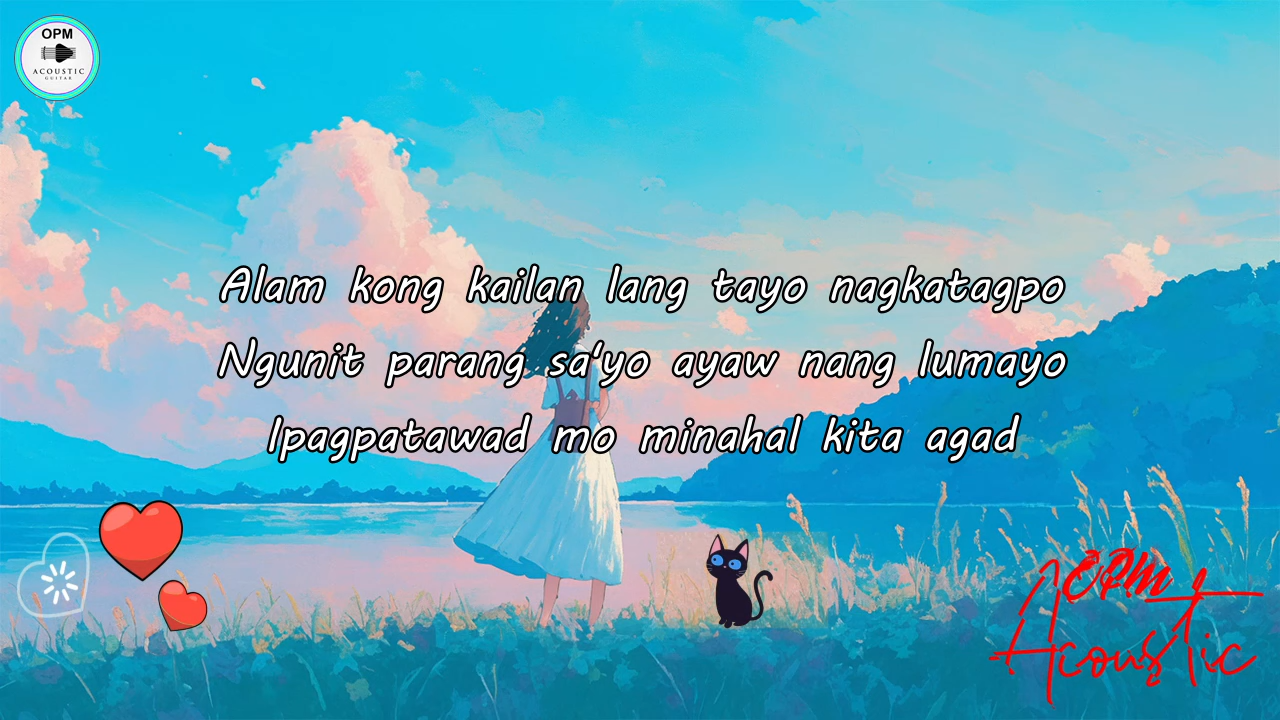 OPM
ACOUSTIC
GUITAR
Alam kong kailan lang tayo nagkatagpo
Ngunit parang sa'yo ayaw nang lumayo
Ipagpatawad mo minahal kita agad
OPM
Acoustic